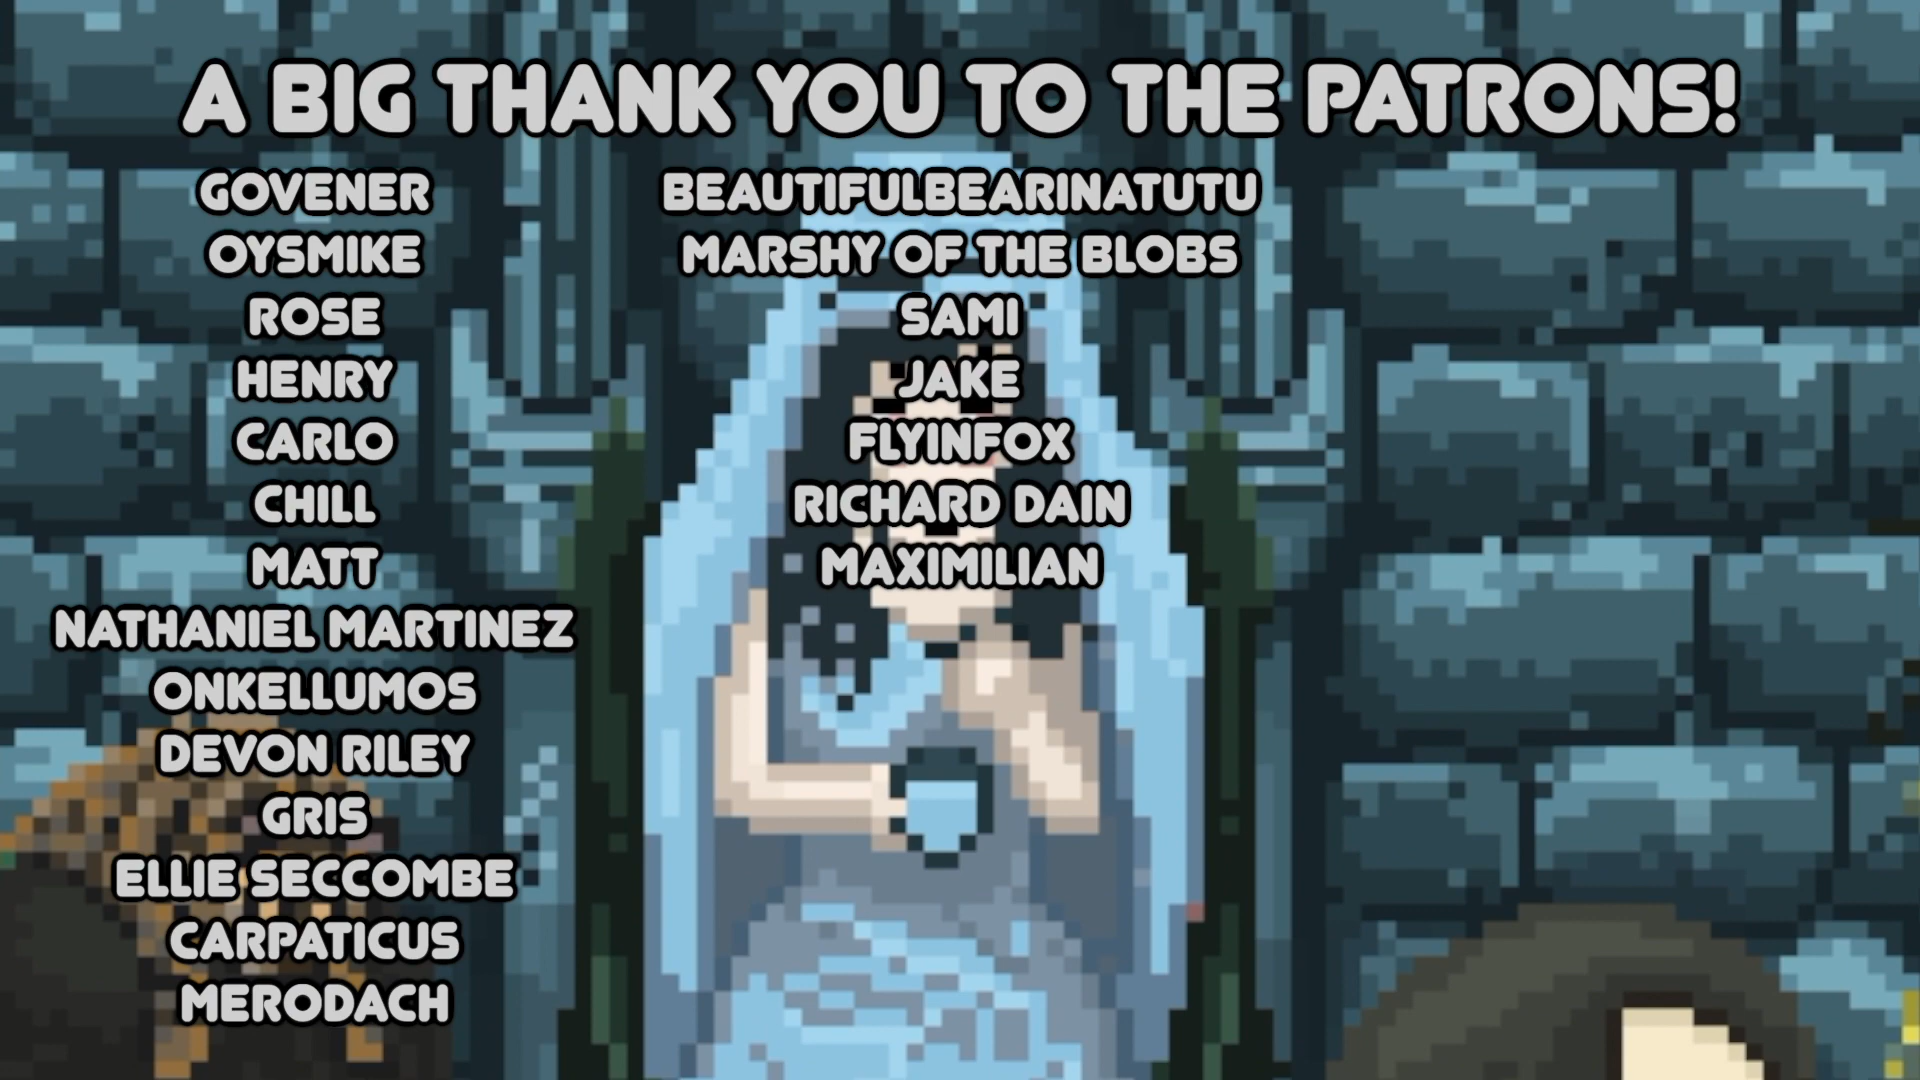 A BIG THANK YOU TO THE PATRONS!
GOVENER
OYSMIKE
ROSE
HENRY
CARLO
CHILL
MATT
NATHANIEL MARTINEZ
ONKELLUMOS
DEVON RILEY
GRIS
ELLIE SECCOMBE
CARPATICUS
MERODACH
BEAUTIFULBEARINATUTU
MARSHY OF THE BLOBS
SAMI
JAKE
FLYINFOX
RICHARD DAIN
MAXIMILIAN